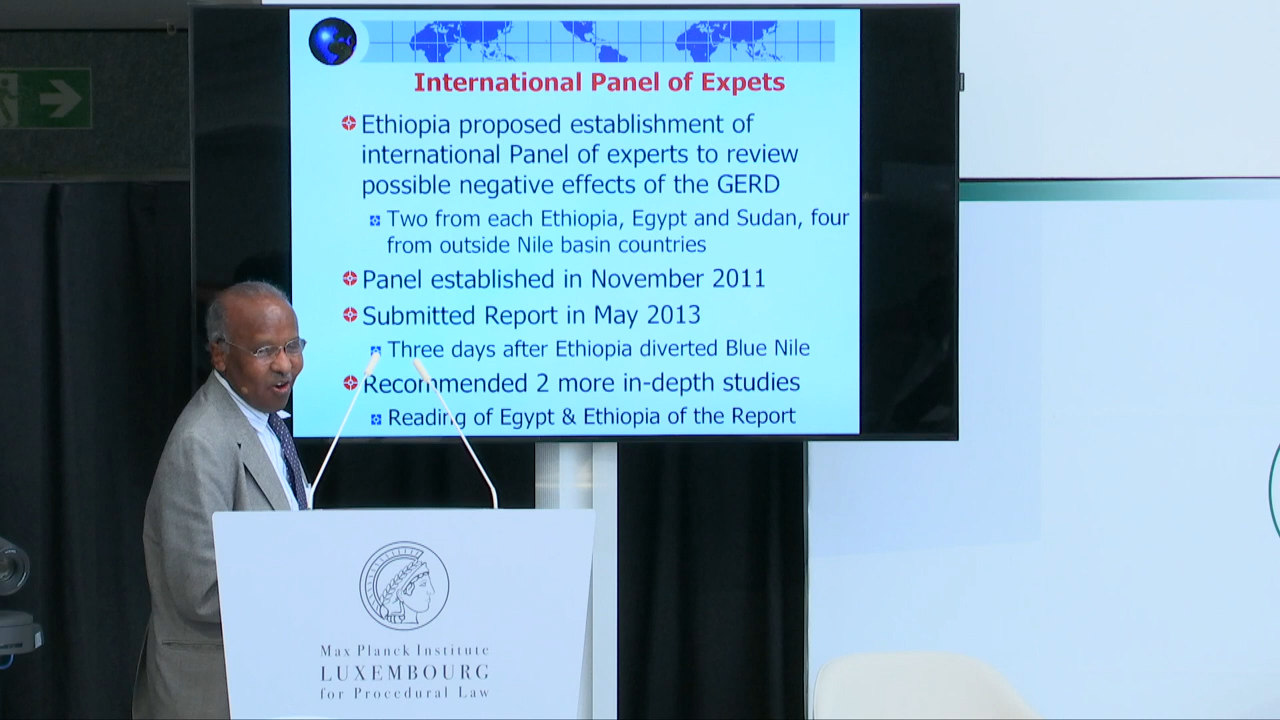 International Panel of Expets
Ethiopia proposed establishment of
international Panel of experts to review
possible negative effects of the GERD
Two from each Ethiopia, Egypt and Sudan, four
from outside Nile basin countries
Panel established in November 2011
Submitted Report in May 2013
Three days after Ethiopia diverted Blue Nile
Recommended 2 more in-depth studies
Reading of Egypt & Ethiopia of the Report
Max Planck Institute
LUXEMBOURG
for Procedural Law